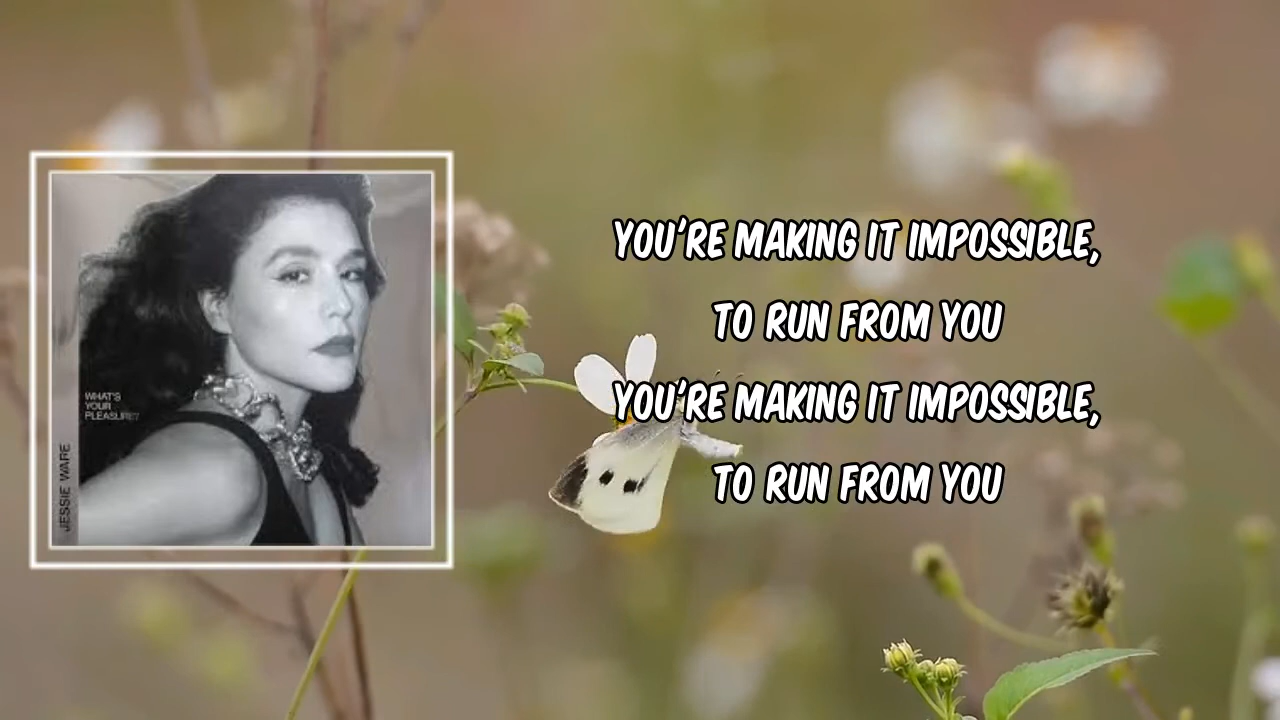 WHAT'S
YOUR
PLEASURE?
JESSIE WARE
YOU'RE MAKING IT IMPOSSIBLE,
TO RUN FROM YOU
YOU'RE MAKING IT IMPOSSIBLE,
TO RUN FROM YOU